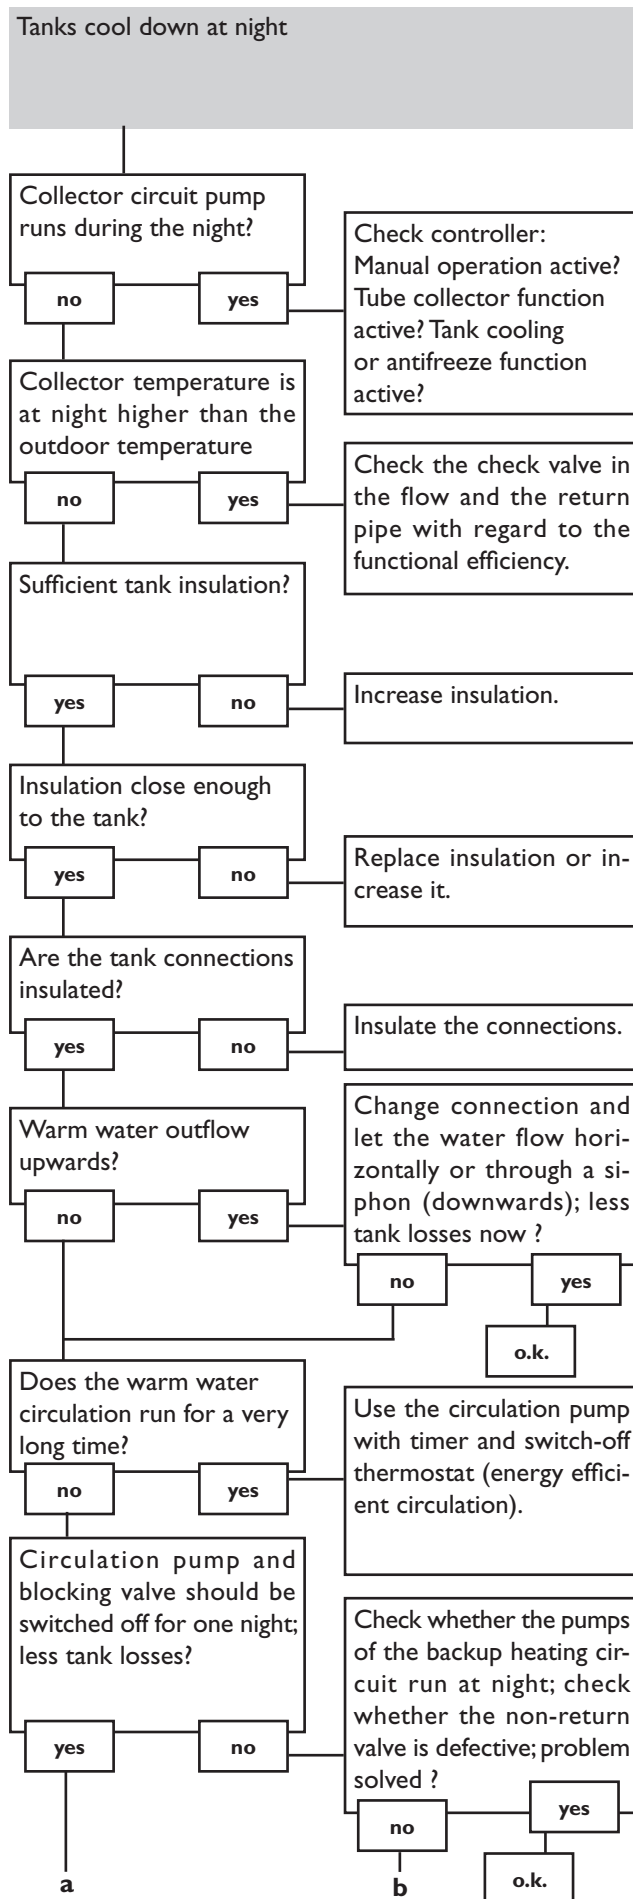 Tanks cool down at night
Collector circuit pump
runs during the night?
no
yes
Check controller:
Manual operation active?
Tube collector function
active? Tank cooling
or antifreeze function
active?
Collector temperature is
at night higher than the
outdoor temperature
no
yes
Check the check valve in
the flow and the return
pipe with regard to the
functional efficiency.
Sufficient tank insulation?
yes
no
Increase insulation.
Insulation close enough
to the tank?
yes
no
Replace insulation or in-
crease it.
Are the tank connections
insulated?
yes
no
Insulate the connections.
Warm water outflow
upwards?
no
yes
Change connection and
let the water flow hori-
zontally or through a si-
phon (downwards); less
tank losses now ?
no
yes
o.k.
Does the warm water
circulation run for a very
long time?
no
yes
Use the circulation pump
with timer and switch-off
thermostat (energy effici-
ent circulation).
Circulation pump and
blocking valve should be
switched off for one night;
less tank losses?
yes
no
Check whether the pumps
of the backup heating cir-
cuit run at night; check
whether the non-return
valve is defective; problem
solved ?
no
yes
a
b
o.k.